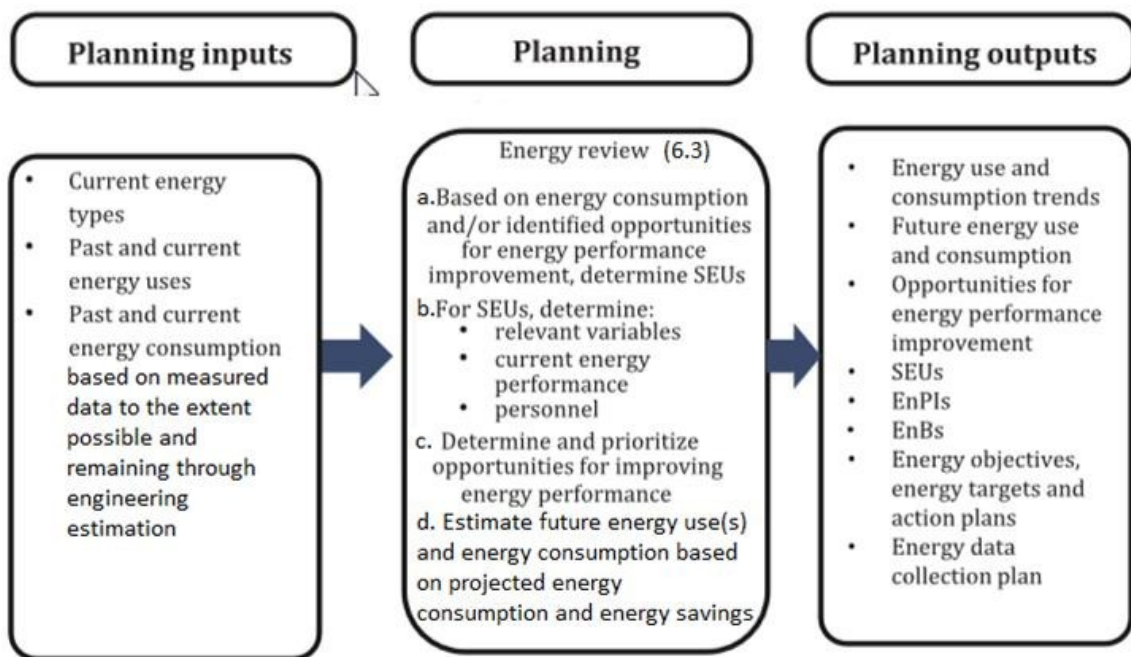 Planning inputs
Planning
Planning outputs
• Current energy
types
• Past and current
energy uses
• Past and current
energy consumption
based on measured
data to the extent
possible and
remaining through
engineering
estimation
Energy review (6.3)
a.Based on energy consumption
and/or identified opportunities
for energy performance
improvement, determine SEUs
b.For SEUs, determine:
• relevant variables
• current energy
performance
• personnel
c. Determine and prioritize
opportunities for improving
energy performance
d. Estimate future energy use(s)
and energy consumption based
on projected energy
consumption and energy savings
• Energy use and
consumption trends
• Future energy use
and consumption
• Opportunities for
energy performance
improvement
• SEUs
• EnPIs
• EnBs
• Energy objectives,
energy targets and
action plans
• Energy data
collection plan